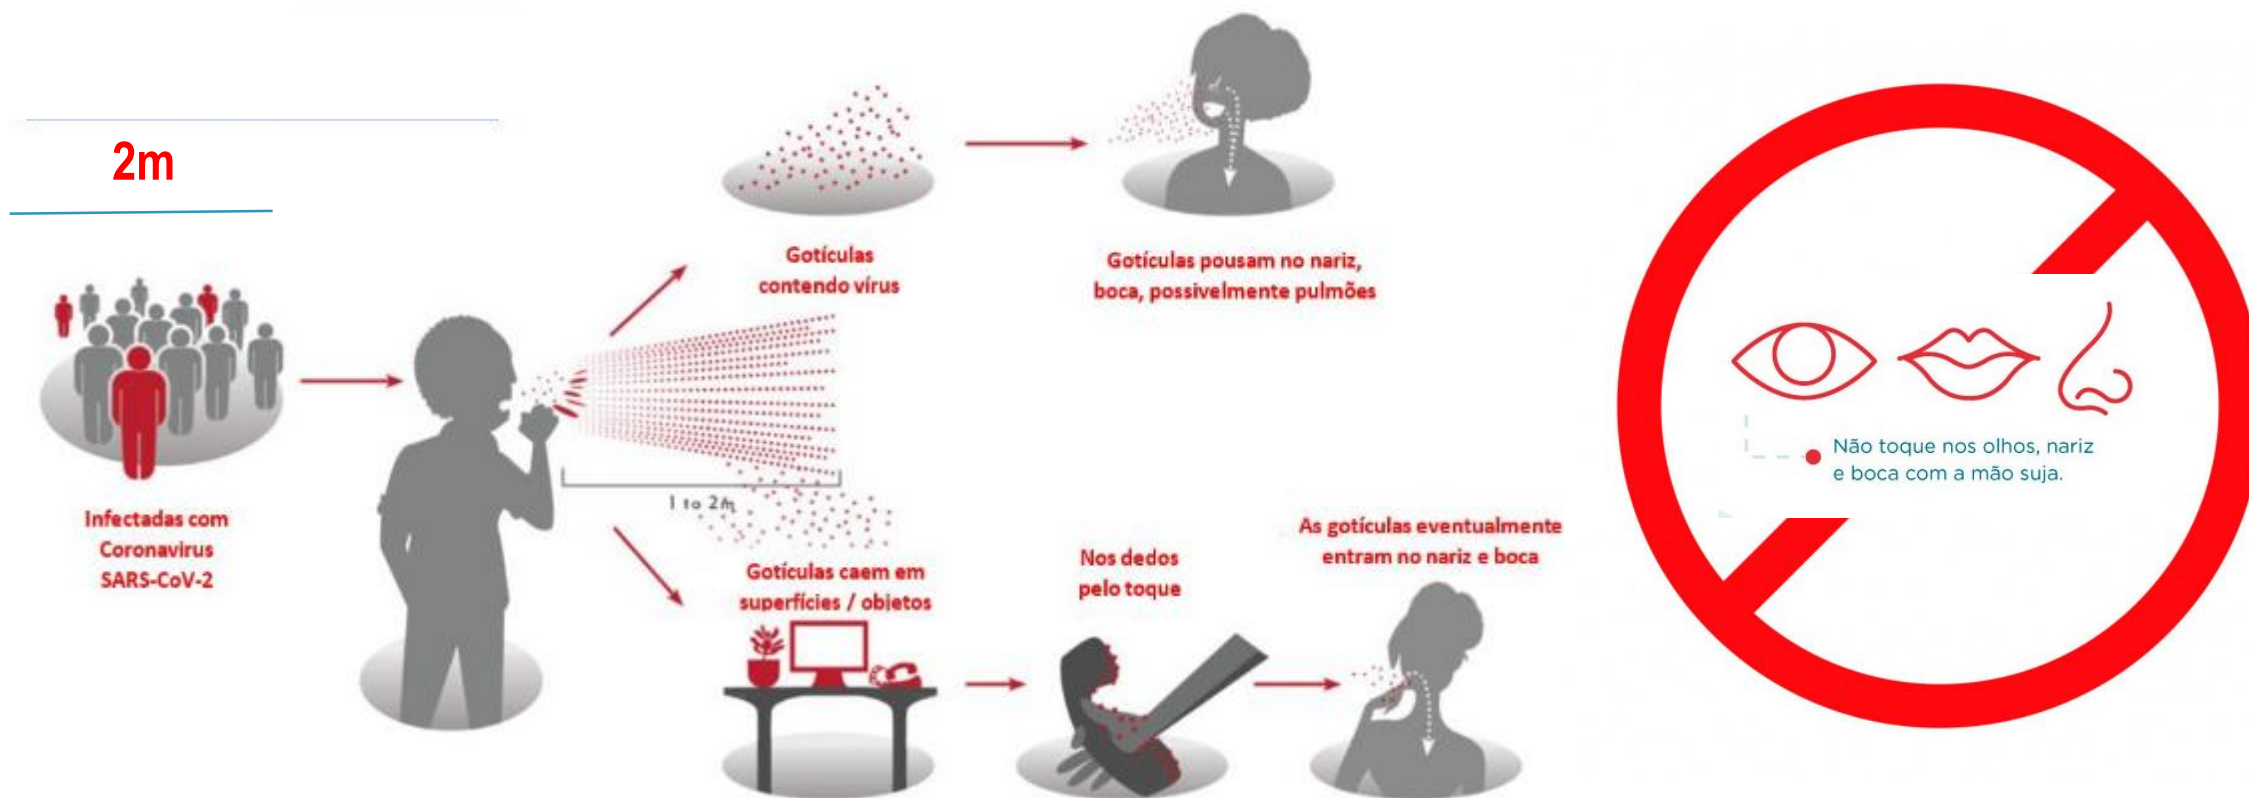 2m
Infectadas com
Coronavirus
SARS-CoV-2
Gotículas
contendo vírus
Gotículas pousam no nariz,
boca, possivelmente pulmões
1 to 2m
Gotículas caem em
superfícies / objetos
Nos dedos
pelo toque
As gotículas eventualmente
entram no nariz e boca
Não toque nos olhos, nariz
e boca com a mão suja.